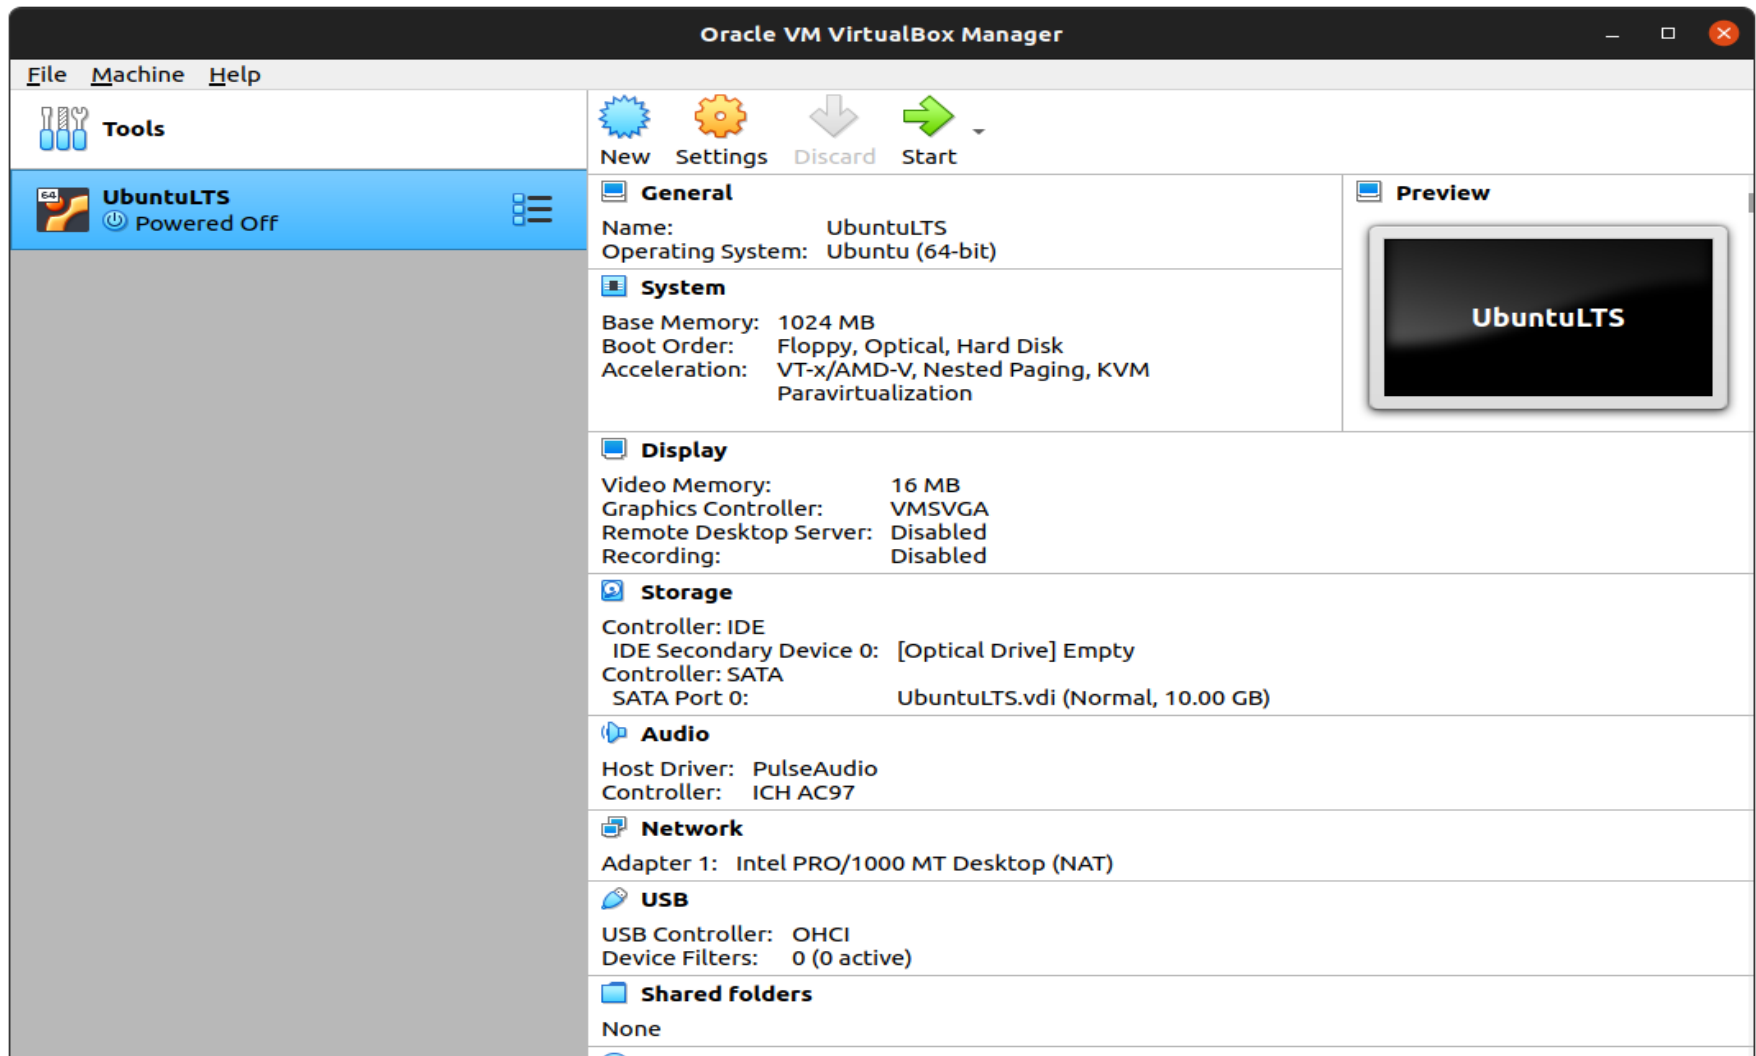 Oracle VM VirtualBox Manager
File Machine Help
Tools
New Settings Discard Start
64
UbuntuLTS
Powered Off
General
Name: UbuntuLTS
Operating System: Ubuntu (64-bit)
Preview
UbuntuLTS
System
Base Memory: 1024 MB
Boot Order: Floppy, Optical, Hard Disk
Acceleration: VT-x/AMD-V, Nested Paging, KVM
Paravirtualization
Display
Video Memory: 16 MB
Graphics Controller: VMSVGA
Remote Desktop Server: Disabled
Recording: Disabled
Storage
Controller: IDE
IDE Secondary Device 0: [Optical Drive] Empty
Controller: SATA
SATA Port 0: UbuntuLTS.vdi (Normal, 10.00 GB)
Audio
Host Driver: PulseAudio
Controller: ICH AC97
Network
Adapter 1: Intel PRO/1000 MT Desktop (NAT)
USB
USB Controller: OHCI
Device Filters: 0 (0 active)
Shared folders
None